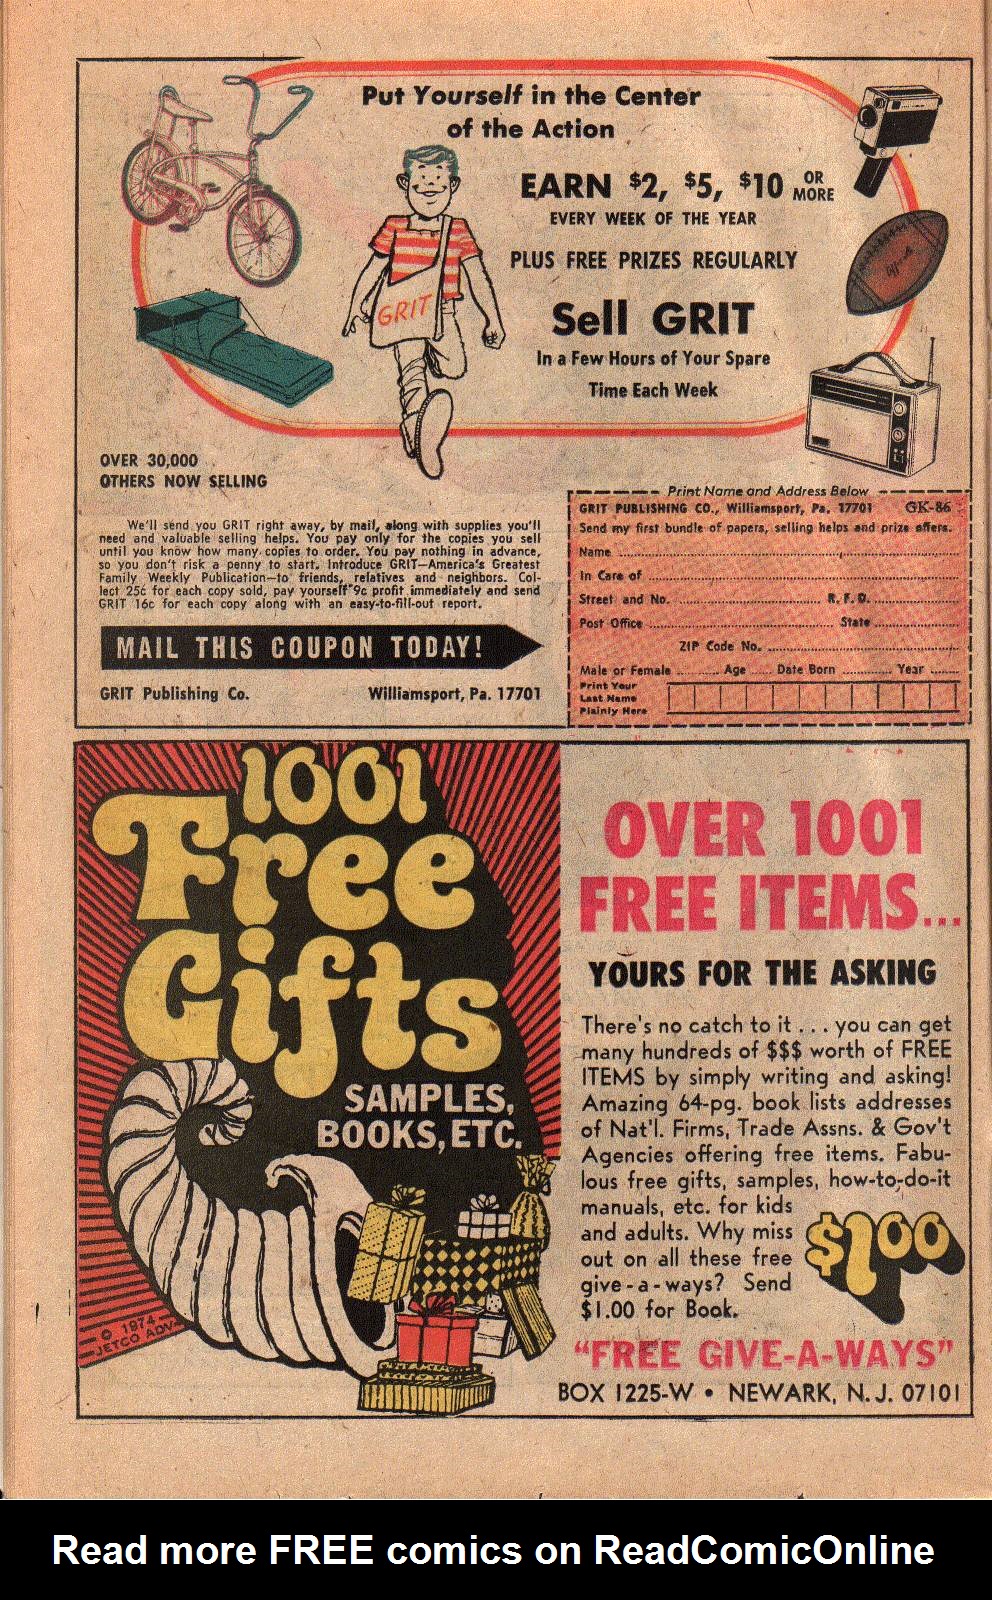 Put Yourself in the Center
of the Action
EARN $2, $5, $10 OR MORE
EVERY WEEK OF THE YEAR
PLUS FREE PRIZES REGULARLY
Sell GRIT
In a Few Hours of Your Spare
Time Each Week
GRIT
OVER 30,000
OTHERS NOW SELLING
We'll send you GRIT right away, by mail, along with supplies you'll
need and valuable selling helps. You pay only for the copies you sell
until you know how many copies to order. You pay nothing in advance,
so you don't risk a penny to start. Introduce GRIT—America's Greatest
Family Weekly Publication—to friends, relatives and neighbors. Col-
lect 25¢ for each copy sold, pay yourself 9¢ profit immediately and send
GRIT 16¢ for each copy along with an easy-to-fill-out report.
MAIL THIS COUPON TODAY!
GRIT Publishing Co. Williamsport, Pa. 17701
Print Name and Address Below
GRIT PUBLISHING CO., Williamsport, Pa. 17701 GK-86
Send my first bundle of papers, selling helps and prize offers.
Name
In Care of
Street and No. R. F. D.
Post Office State
ZIP Code No.
Male or Female Age Date Born Year
Print Your
Last Name
Plainly Here
1001
Free
Gifts
SAMPLES,
BOOKS, ETC.
© 1974
JETCO ADV.
OVER 1001
FREE ITEMS...
YOURS FOR THE ASKING
There's no catch to it . . . you can get
many hundreds of $$$ worth of FREE
ITEMS by simply writing and asking!
Amazing 64-pg. book lists addresses
of Nat'l. Firms, Trade Assns. & Gov't
Agencies offering free items. Fabu-
lous free gifts, samples, how-to-do-it
manuals, etc. for kids
and adults. Why miss
out on all these free
give-a-ways? Send
$1.00 for Book.
$1.00
"FREE GIVE-A-WAYS"
BOX 1225-W • NEWARK, N. J. 07101
Read more FREE comics on ReadComicOnline